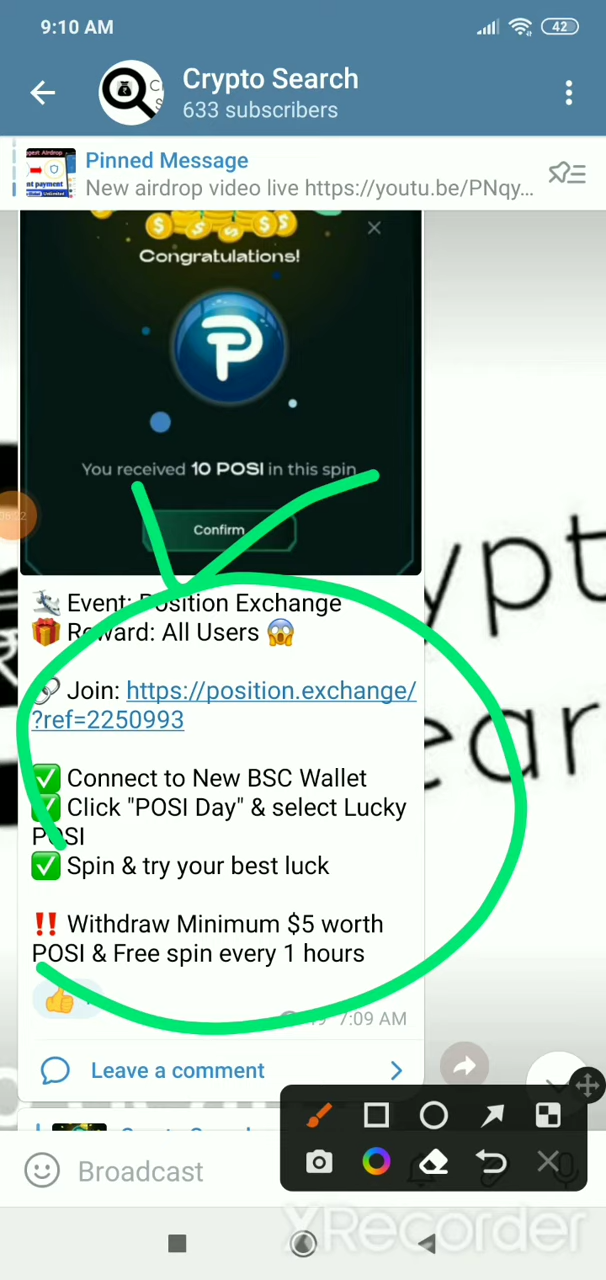 9:10 AM
42
Crypto Search
633 subscribers
Pinned Message
New airdrop video live https://youtu.be/PNqy...
Congratulations!
You received 10 POSI in this spin
Confirm
Event: Position Exchange
Reward: All Users
Join: https://position.exchange/
?ref=2250993
Connect to New BSC Wallet
Click "POSI Day" & select Lucky
POSI
Spin & try your best luck
Withdraw Minimum $5 worth
POSI & Free spin every 1 hours
7:09 AM
Leave a comment
Broadcast
XRecorder